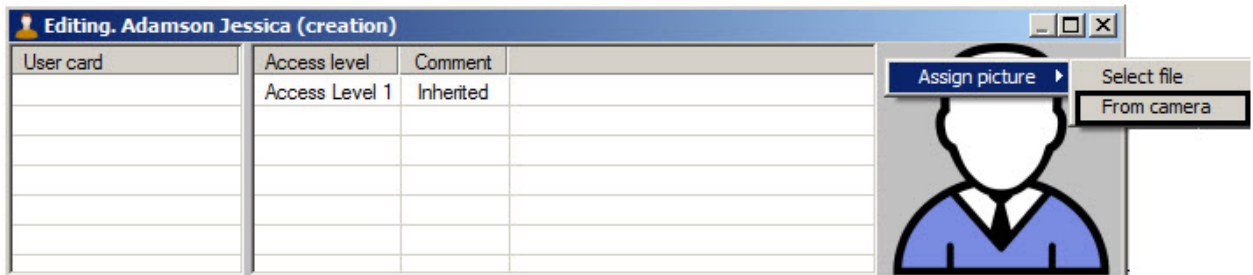 Editing. Adamson Jessica (creation)
User card Access level Comment
Access Level 1 Inherited
Assign picture
Select file
From camera